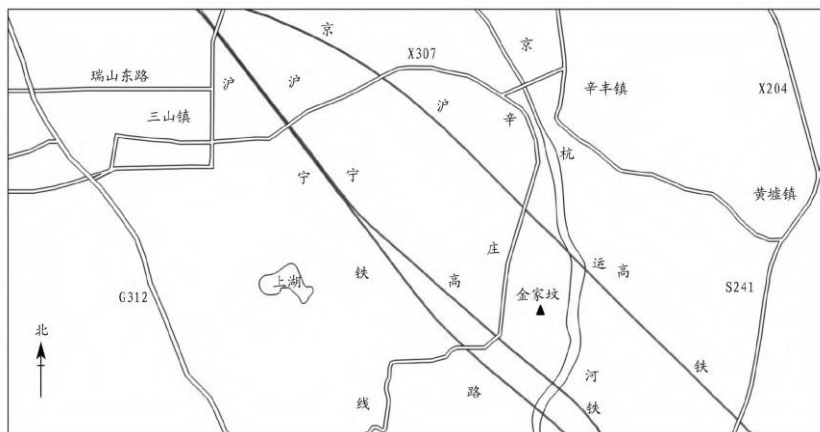 京
京
X307
瑞山东路
沪
沪
辛丰镇
X204
三山镇
沪
辛
杭
宁
宁
黄墟镇
庄
上湖
铁
高
运
高
G312
金家坟
S241
北
河
铁
线
路
铁